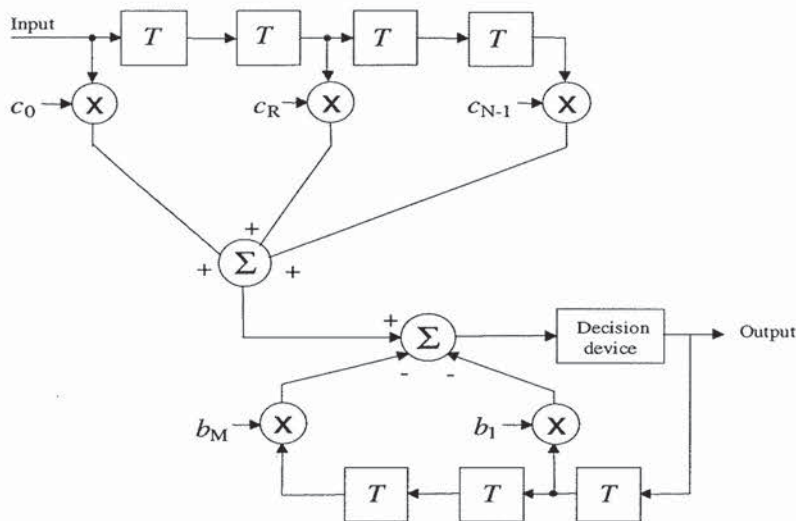 Input
T T T T
c0 X cR X cN-1 X
+
+ Σ +
+ Σ Decision device Output
- -
bM X b1 X
T T T